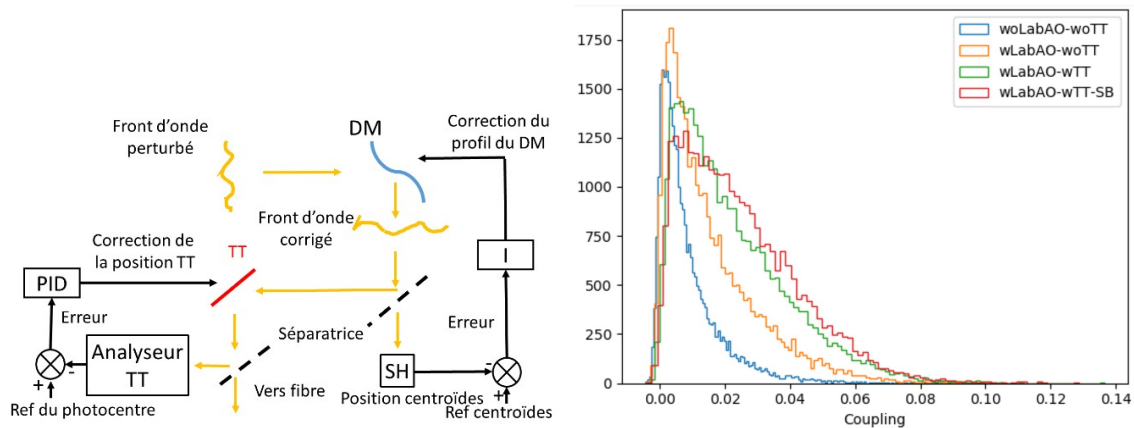 Front d'onde
perturbé
DM
Correction du
profil du DM
Front d'onde
corrigé
Correction de
la position TT
TT
PID
I
Erreur
Séparatrice
Erreur
Analyseur
TT
+
-
SH
-
+
Vers fibre
Position centroïdes
Ref du photocentre
Ref centroïdes
woLabAO-woTT
wLabAO-woTT
wLabAO-wTT
wLabAO-wTT-SB
1750
1500
1250
1000
750
500
250
0
0.00 0.02 0.04 0.06 0.08 0.10 0.12 0.14
Coupling